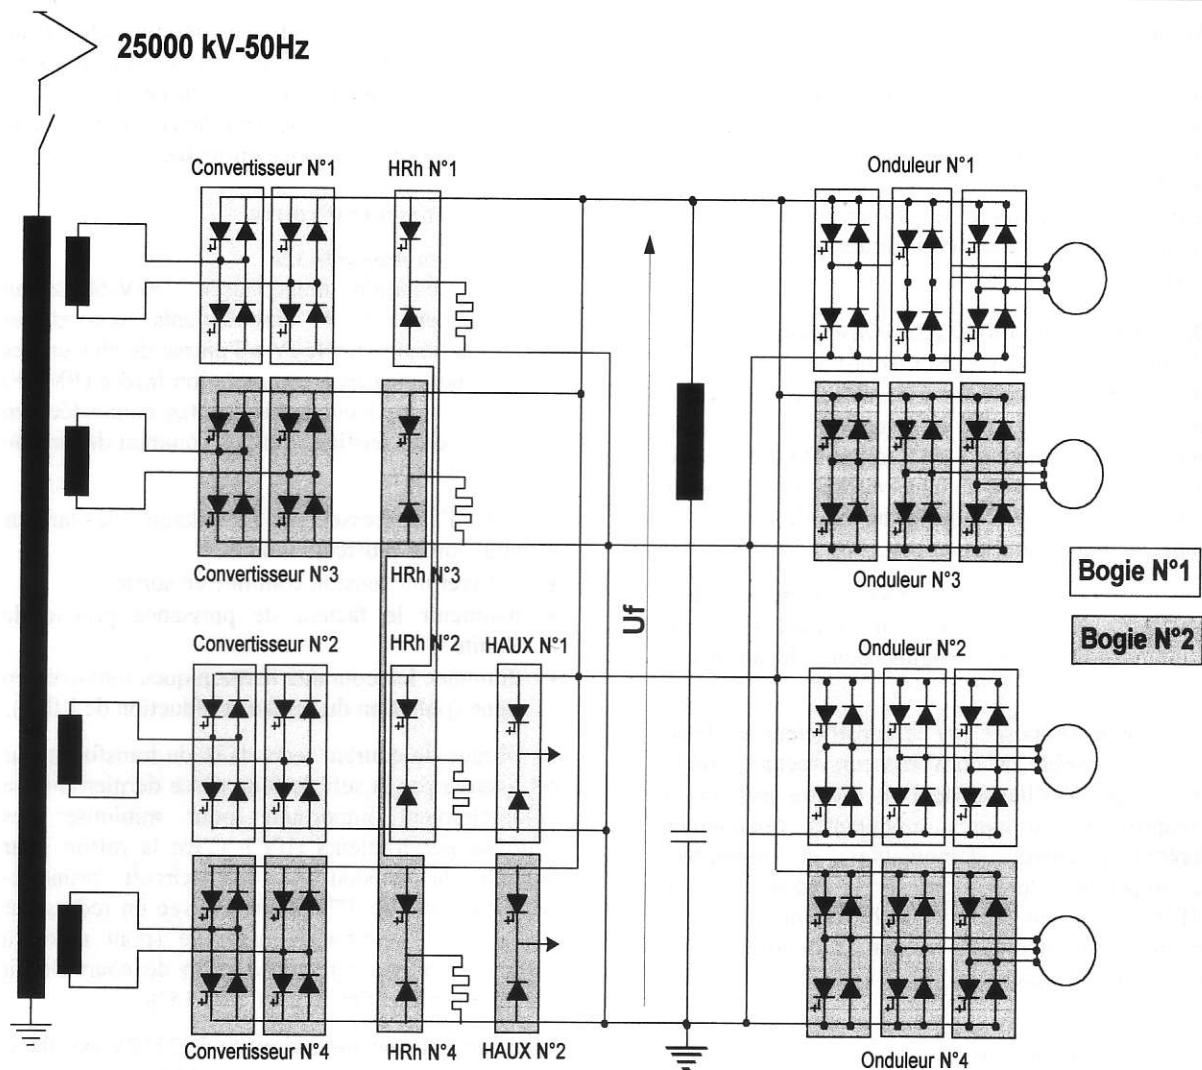 25000 kV-50Hz
Convertisseur N°1
HRh N°1
Onduleur N°1
Convertisseur N°3
HRh N°3
Onduleur N°3
Bogie N°1
Bogie N°2
Uf
Convertisseur N°2
HRh N°2
HAUX N°1
Onduleur N°2
Convertisseur N°4
HRh N°4
HAUX N°2
Onduleur N°4